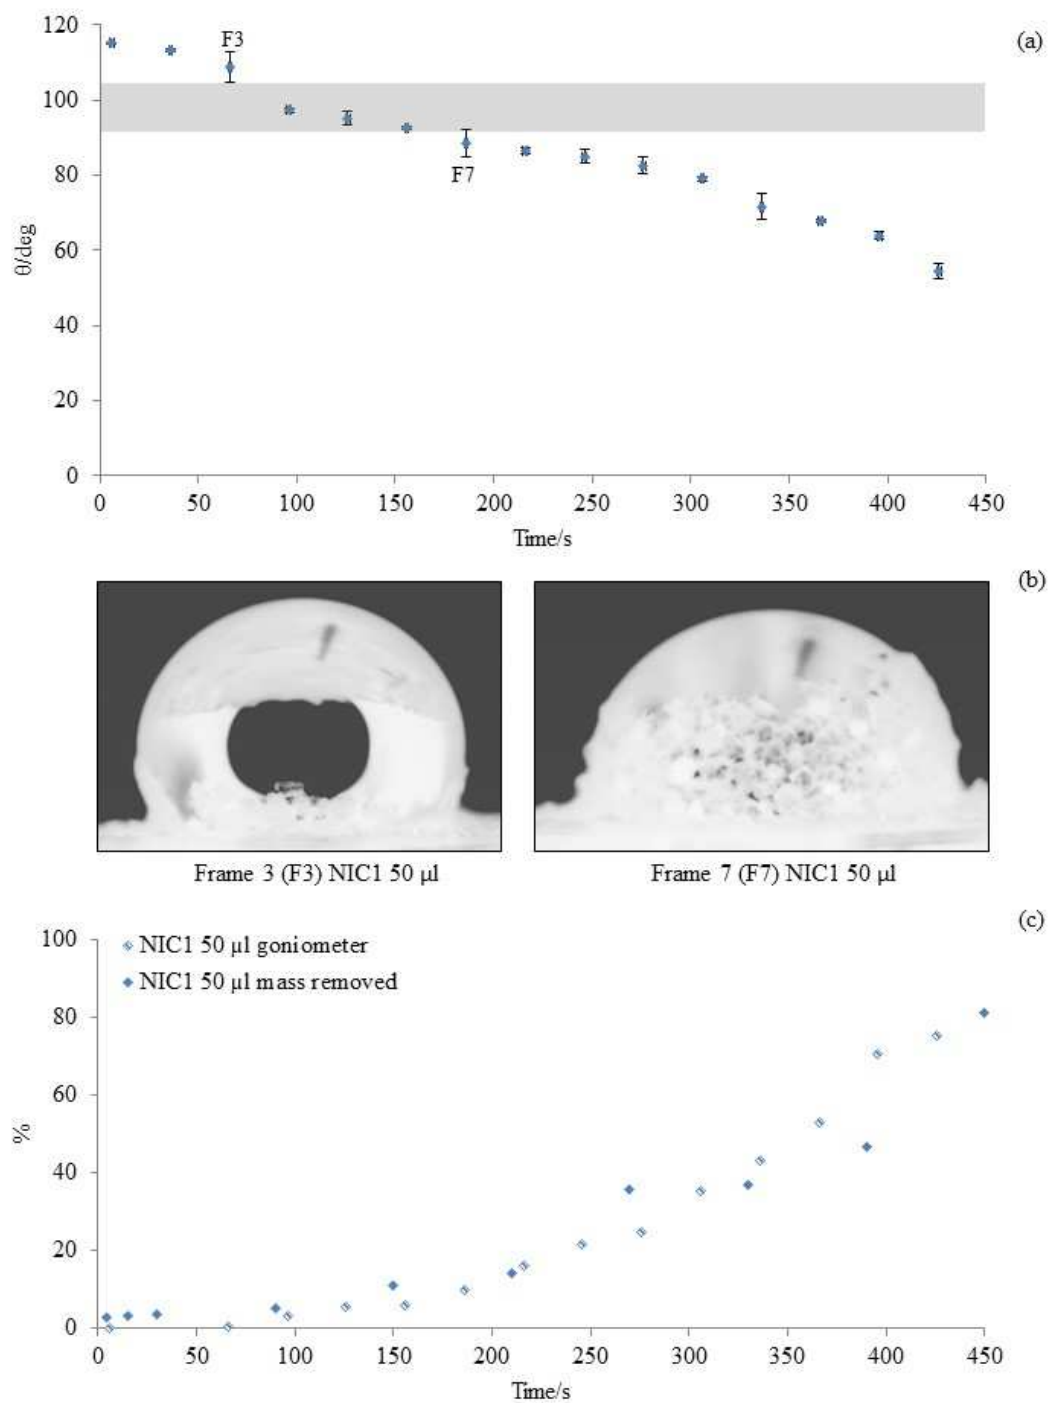 (a)
120
100
80
60
40
20
0
θ/deg
F3
F7
0 50 100 150 200 250 300 350 400 450
Time/s
(b)
Frame 3 (F3) NIC1 50 µl
Frame 7 (F7) NIC1 50 µl
(c)
100
80
60
40
20
0
%
NIC1 50 µl goniometer
NIC1 50 µl mass removed
0 50 100 150 200 250 300 350 400 450
Time/s